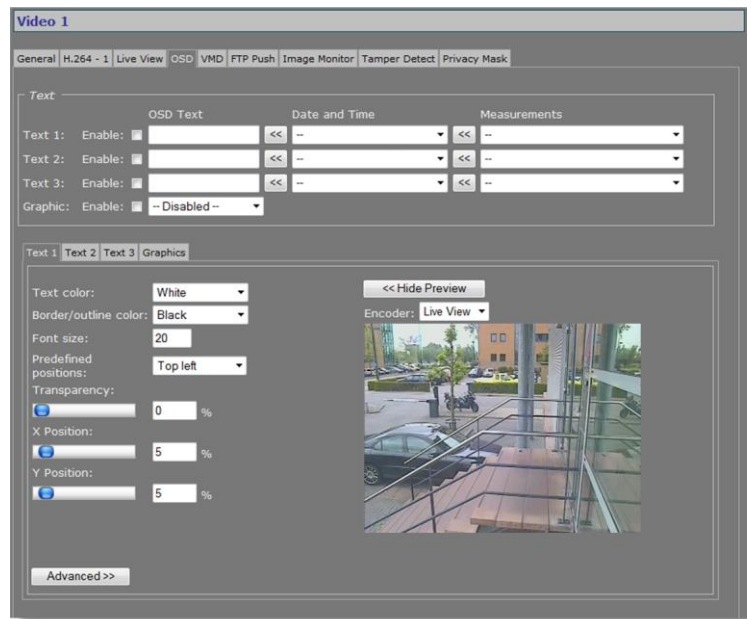 Video 1
General H.264 - 1 Live View OSD VMD FTP Push Image Monitor Tamper Detect Privacy Mask
Text
OSD Text Date and Time Measurements
Text 1: Enable: << -- << --
Text 2: Enable: << -- << --
Text 3: Enable: << -- << --
Graphic: Enable: -- Disabled --
Text 1 Text 2 Text 3 Graphics
Text color: White
Border/outline color: Black
Font size: 20
Predefined positions: Top left
Transparency:
0 %
X Position:
5 %
Y Position:
5 %
Advanced >>
<< Hide Preview
Encoder: Live View